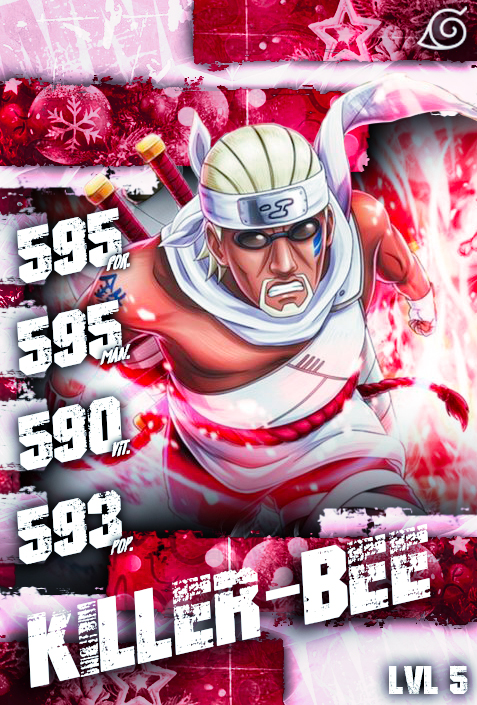 595 FOR.
595 MAN.
590 VIT.
593 POP.
KILLER-BEE
LVL 5